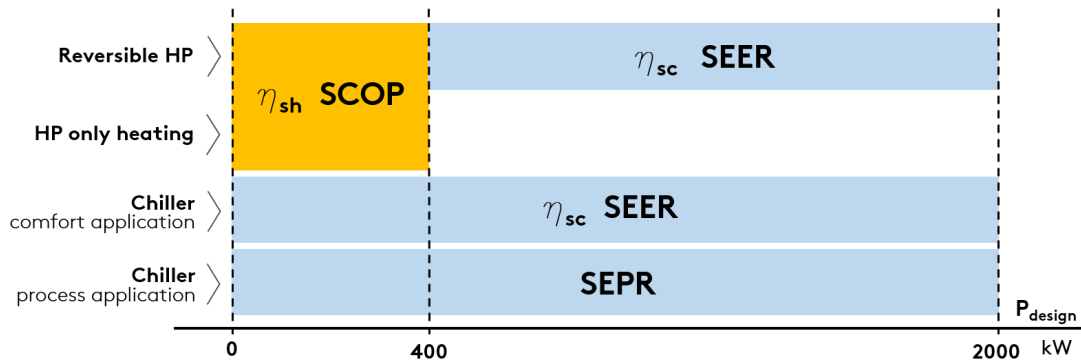 Reversible HP
ηsc SEER
ηsh SCOP
HP only heating
Chiller
comfort application
ηsc SEER
Chiller
process application
SEPR
Pdesign
0
400
2000
kW